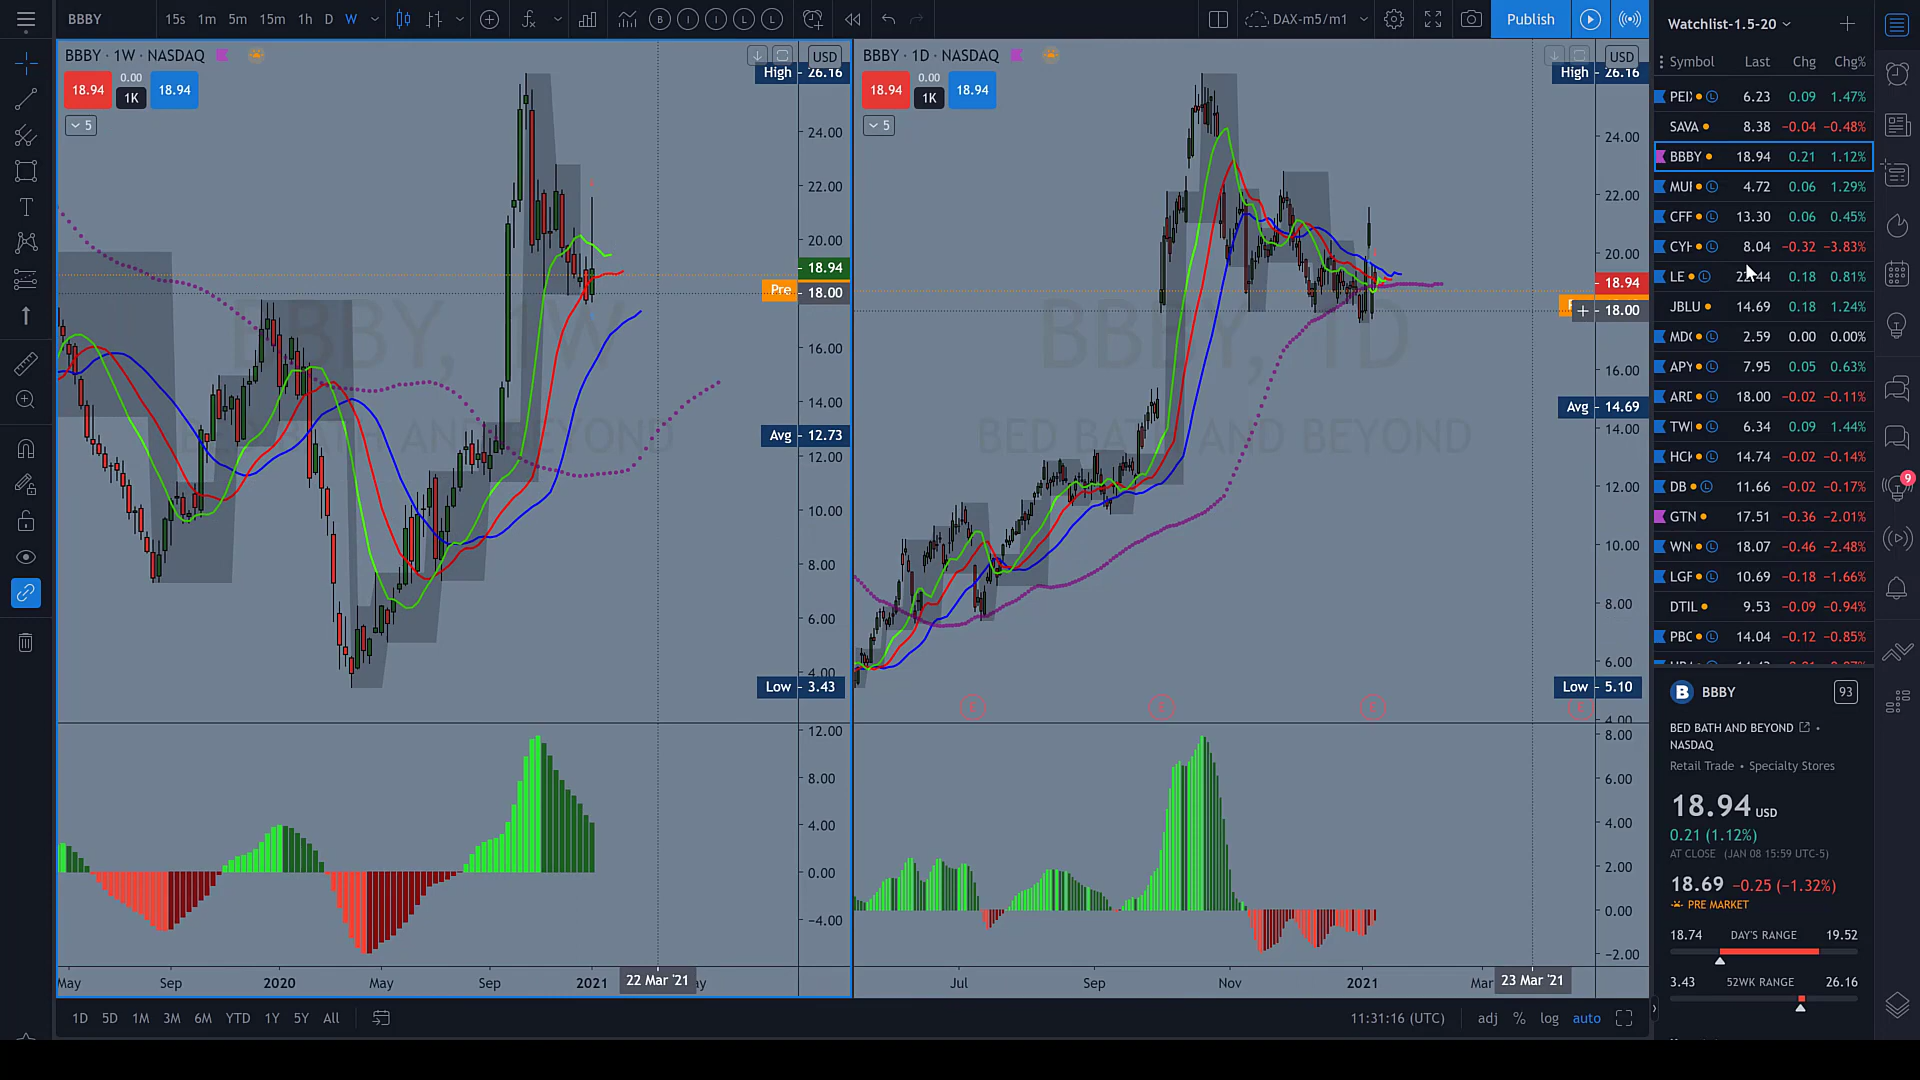 BBBY 15s 1m 5m 15m 1h D W DAX-m5/m1 Publish
BBBY · 1W · NASDAQ
18.94 0.00 1K 18.94
5
BBBY, 1W
BED BATH AND BEYOND
USD
High 26.16
24.00
22.00
20.00
18.94
Pre
18.00
16.00
14.00
Avg 12.73
12.00
10.00
8.00
6.00
4.00
Low 3.43
12.00
8.00
4.00
0.00
−4.00
May Sep 2020 May Sep 2021 22 Mar '21
BBBY · 1D · NASDAQ
18.94 0.00 1K 18.94
5
BBBY, 1D
BED BATH AND BEYOND
USD
High 26.16
24.00
22.00
20.00
18.94
18.00
16.00
Avg 14.69
14.00
12.00
10.00
8.00
6.00
Low 5.10
4.00
E E E
8.00
6.00
4.00
2.00
0.00
−2.00
Jul Sep Nov 2021 Mar 23 Mar '21
1D 5D 1M 3M 6M YTD 1Y 5Y All
11:31:16 (UTC) adj % log auto
Watchlist-1.5-20
Symbol Last Chg Chg%
6.23 0.09 1.47%
SAVA 8.38 −0.04 −0.48%
BBBY 18.94 0.21 1.12%
4.72 0.06 1.29%
CFF 13.30 0.06 0.45%
8.04 −0.32 −3.83%
LE 0.18 0.81%
JBLU 14.69 0.18 1.24%
2.59 0.00 0.00%
7.95 0.05 0.63%
18.00 −0.02 −0.11%
6.34 0.09 1.44%
14.74 −0.02 −0.14%
DB 11.66 −0.02 −0.17%
GTN 17.51 −0.36 −2.01%
18.07 −0.46 −2.48%
10.69 −0.18 −1.66%
DTIL 9.53 −0.09 −0.94%
14.04 −0.12 −0.85%
9
B BBBY 93
BED BATH AND BEYOND •
NASDAQ
Retail Trade • Specialty Stores
18.94 USD
0.21 (1.12%)
AT CLOSE (JAN 08 15:59 UTC-5)
18.69 −0.25 (−1.32%)
PRE MARKET
18.74 DAY'S RANGE 19.52
3.43 52WK RANGE 26.16